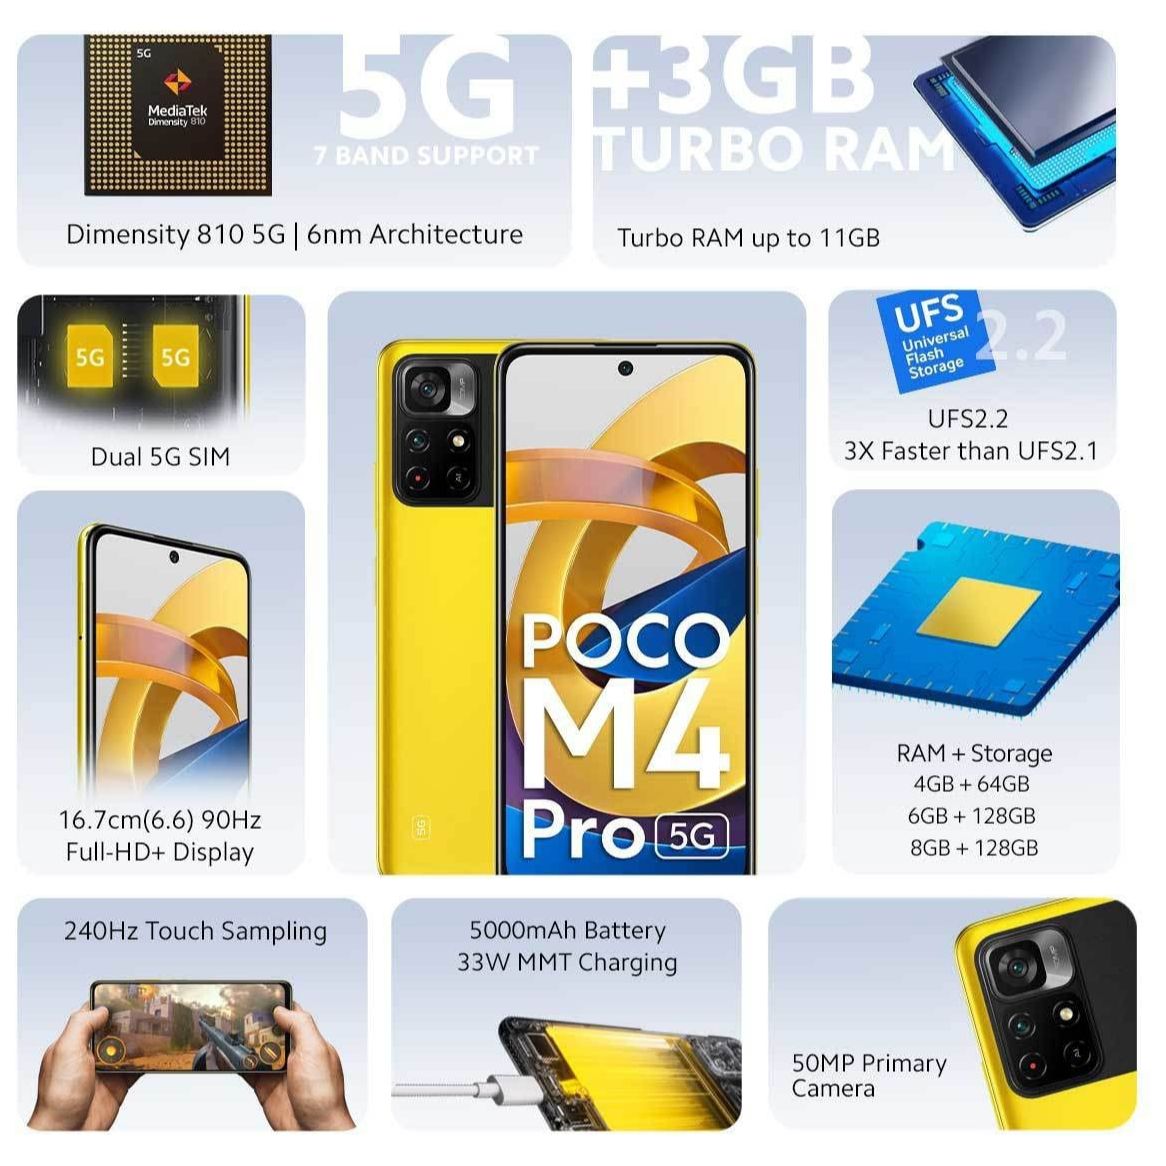 5G
MediaTek
Dimensity 810
5G
7 BAND SUPPORT
Dimensity 810 5G | 6nm Architecture
+3GB
TURBO RAM
Turbo RAM up to 11GB
5G 5G
Dual 5G SIM
UFS
Universal
Flash
Storage
2.2
UFS2.2
3X Faster than UFS2.1
POCO
M4
Pro 5G
5G
AI
16.7cm(6.6) 90Hz
Full-HD+ Display
RAM + Storage
4GB + 64GB
6GB + 128GB
8GB + 128GB
240Hz Touch Sampling
5000mAh Battery
33W MMT Charging
50MP Primary
Camera
AI